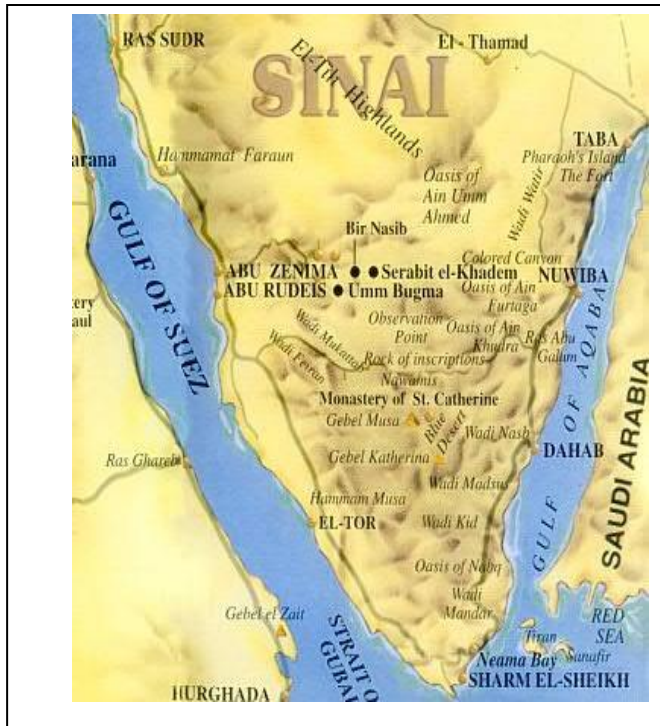 RAS SUDR
El - Thamad
SINAI
El-Tih Highlands
TABA
Pharaoh's Island
The Fort
Hammamat Faraun
arana
Oasis of
Ain Umm
Ahmed
Wadi Watir
Bir Nasib
Colored Canyon
GULF OF SUEZ
ABU ZENIMA
Serabit el-Khadem
NUWIBA
ABU RUDEIS
Umm Bugma
Oasis of Ain
Furtaga
tery
aul
Observation
Point
Oasis of Ain
Khudra
Ras Abu
Galum
Wadi Mukattab
Wadi Feiran
Rock of inscriptions
Nawamis
GULF OF AQABA
SAUDI ARABIA
Monastery of St. Catherine
Gebel Musa
Blue
Desert
Wadi Nasb
DAHAB
Ras Ghareb
Gebel Katherina
Wadi Madsus
Hammam Musa
EL-TOR
Wadi Kid
Oasis of Nabq
Wadi
Mandar
Gebel el Zait
STRAIT O
GUBAL
RED
SEA
Tiran
Sanafir
Neama Bay
SHARM EL-SHEIKH
HURGHADA